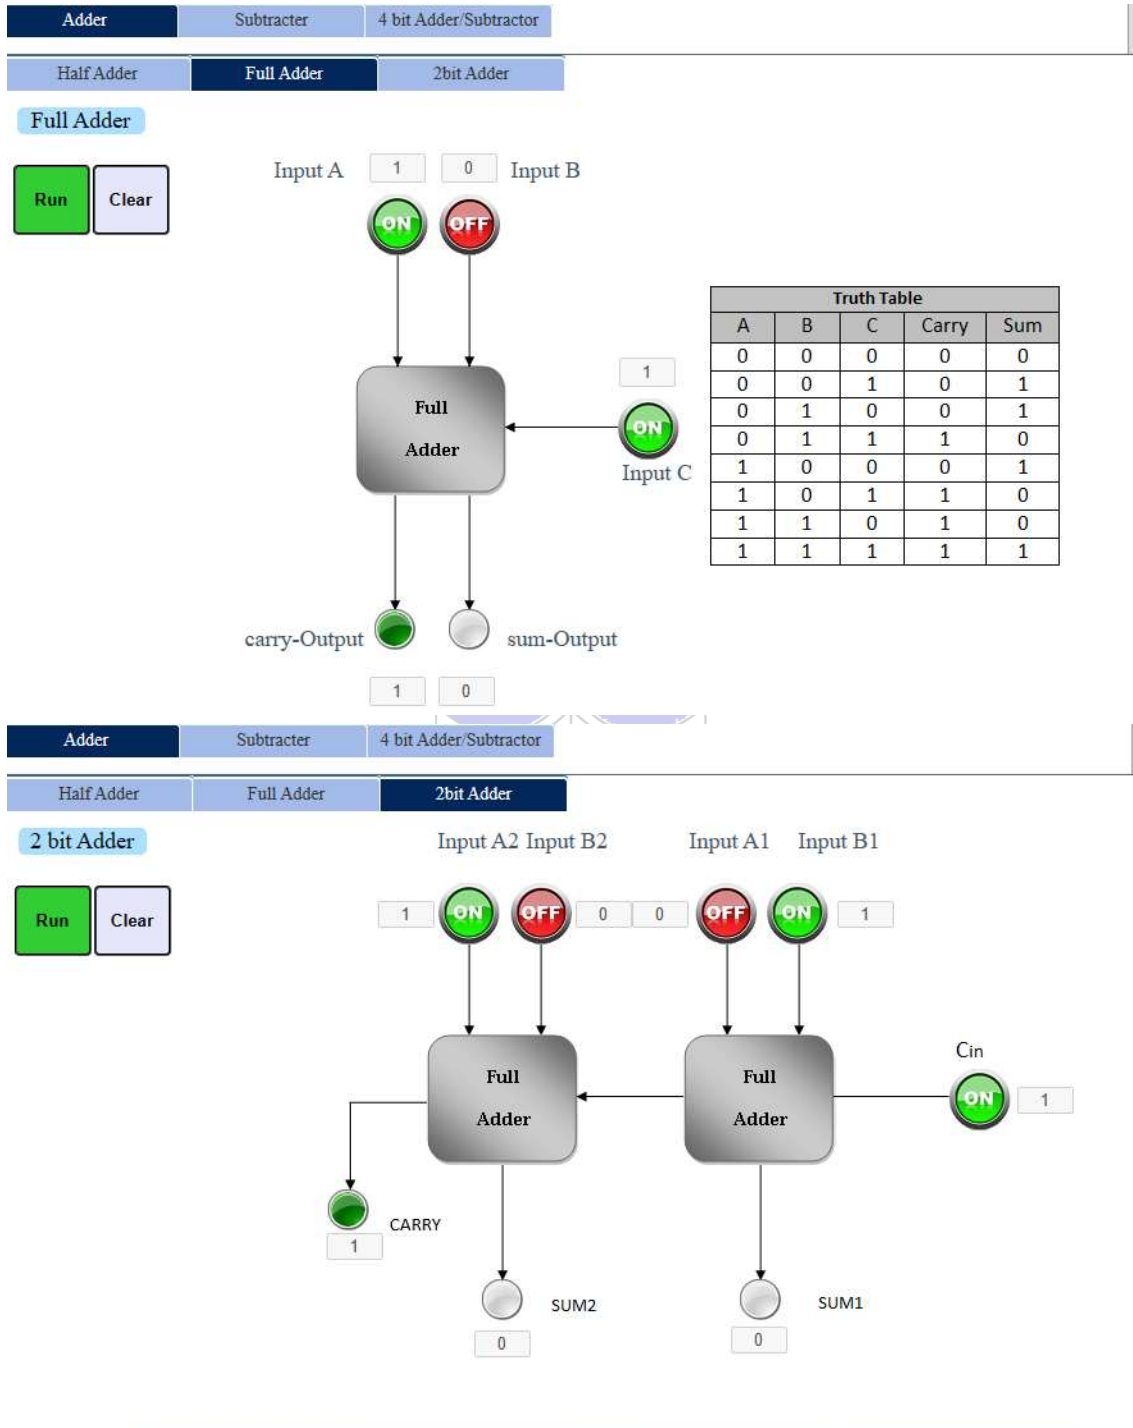 Adder Subtracter 4 bit Adder/Subtractor
Half Adder Full Adder 2bit Adder
Full Adder
Run Clear
Input A 1 0 Input B
ON OFF
Truth Table
A B C Carry Sum
0 0 0 0 0
0 0 1 0 1
0 1 0 0 1
0 1 1 1 0
1 0 0 0 1
1 0 1 1 0
1 1 0 1 0
1 1 1 1 1
1
Full
Adder
ON
Input C
carry-Output sum-Output
1 0
Adder Subtracter 4 bit Adder/Subtractor
Half Adder Full Adder 2bit Adder
2 bit Adder
Input A2 Input B2 Input A1 Input B1
Run Clear
1 ON OFF 0 0 OFF ON 1
Full
Adder
Full
Adder
Cin
ON 1
CARRY
1
SUM2
0
SUM1
0